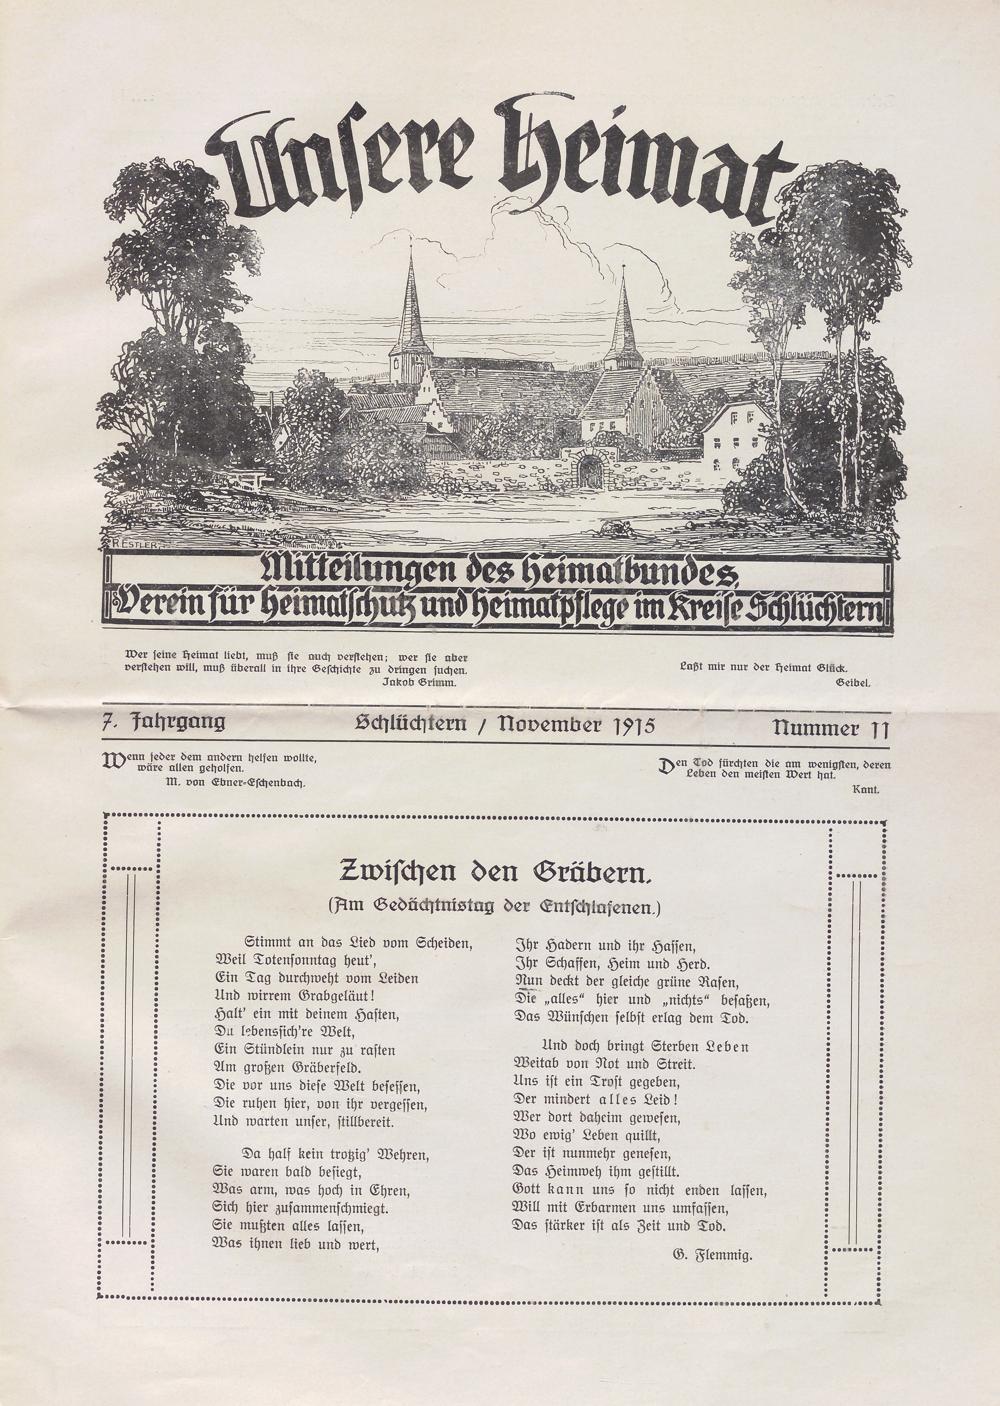 Unsere Heimat
R. ESTLER.
Mitteilungen des Heimatbundes,
Verein für Heimatschutz und Heimatpflege im Kreise Schlüchtern
Wer seine Heimat liebt, muß sie auch verstehen; wer sie aber
verstehen will, muß überall in ihre Geschichte zu dringen suchen.
Jakob Grimm.
Laßt mir nur der Heimat Glück.
Geibel.
7. Jahrgang Schlüchtern / November 1915 Nummer 11
Wenn jeder dem andern helfen wollte,
wäre allen geholfen.
M. von Ebner-Eschenbach.
Den Tod fürchten die am wenigsten, deren
Leben den meisten Wert hat.
Kant.
Zwischen den Gräbern.
(Am Gedächtnistag der Entschlafenen.)
Stimmt an das Lied vom Scheiden,
Weil Totensonntag heut',
Ein Tag durchweht vom Leiden
Und wirrem Grabgeläut!
Halt' ein mit deinem Hasten,
Du lebenssich're Welt,
Ein Stündlein nur zu rasten
Am großen Gräberfeld.
Die vor uns diese Welt besessen,
Die ruhen hier, von ihr vergessen,
Und warten unser, stillbereit.
Da half kein trotzig' Wehren,
Sie waren bald besiegt,
Was arm, was hoch in Ehren,
Sich hier zusammenschmiegt.
Sie mußten alles lassen,
Was ihnen lieb und wert,
Ihr Hadern und ihr Hassen,
Ihr Schaffen, Heim und Herd.
Nun deckt der gleiche grüne Rasen,
Die „alles“ hier und „nichts“ besaßen,
Das Wünschen selbst erlag dem Tod.
Und doch bringt Sterben Leben
Weitab von Not und Streit.
Uns ist ein Trost gegeben,
Der mindert alles Leid!
Wer dort daheim gewesen,
Wo ewig' Leben quillt,
Der ist nunmehr genesen,
Das Heimweh ihm gestillt.
Gott kann uns so nicht enden lassen,
Will mit Erbarmen uns umfassen,
Das stärker ist als Zeit und Tod.
G. Flemmig.